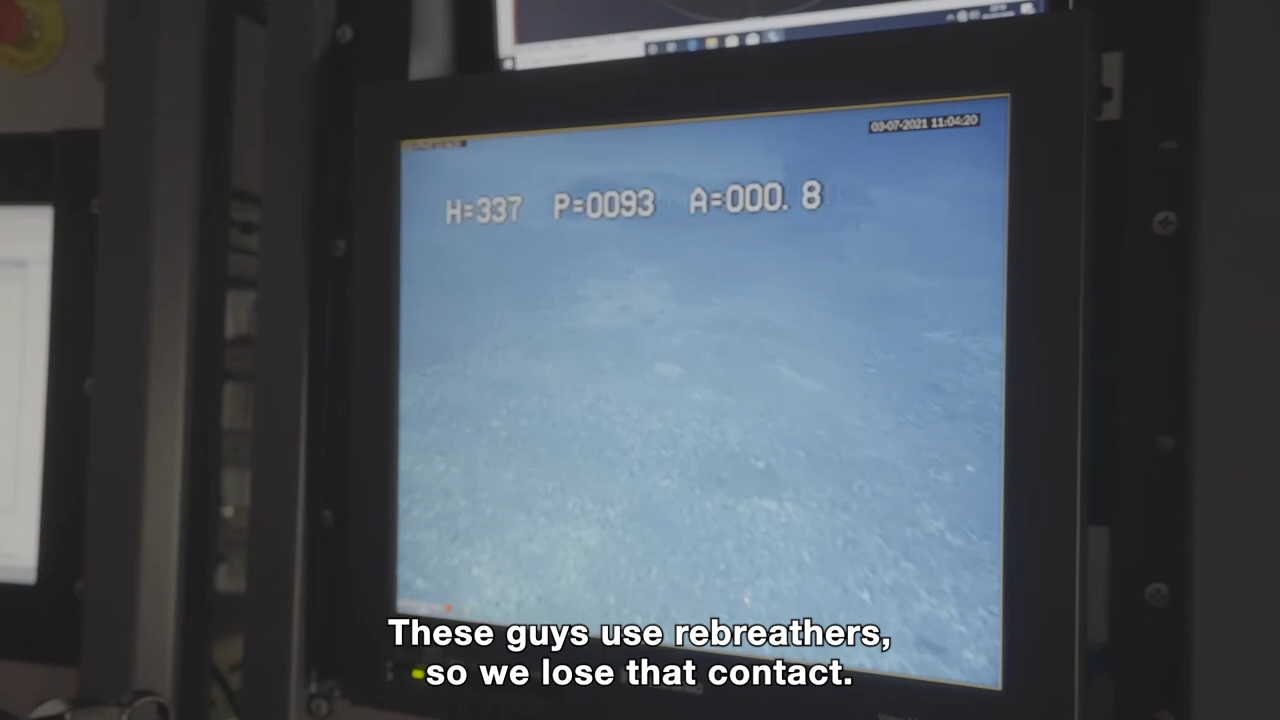 03-07-2021 11:04:20
H=337 P=0093 A=000. 8
These guys use rebreathers,
so we lose that contact.